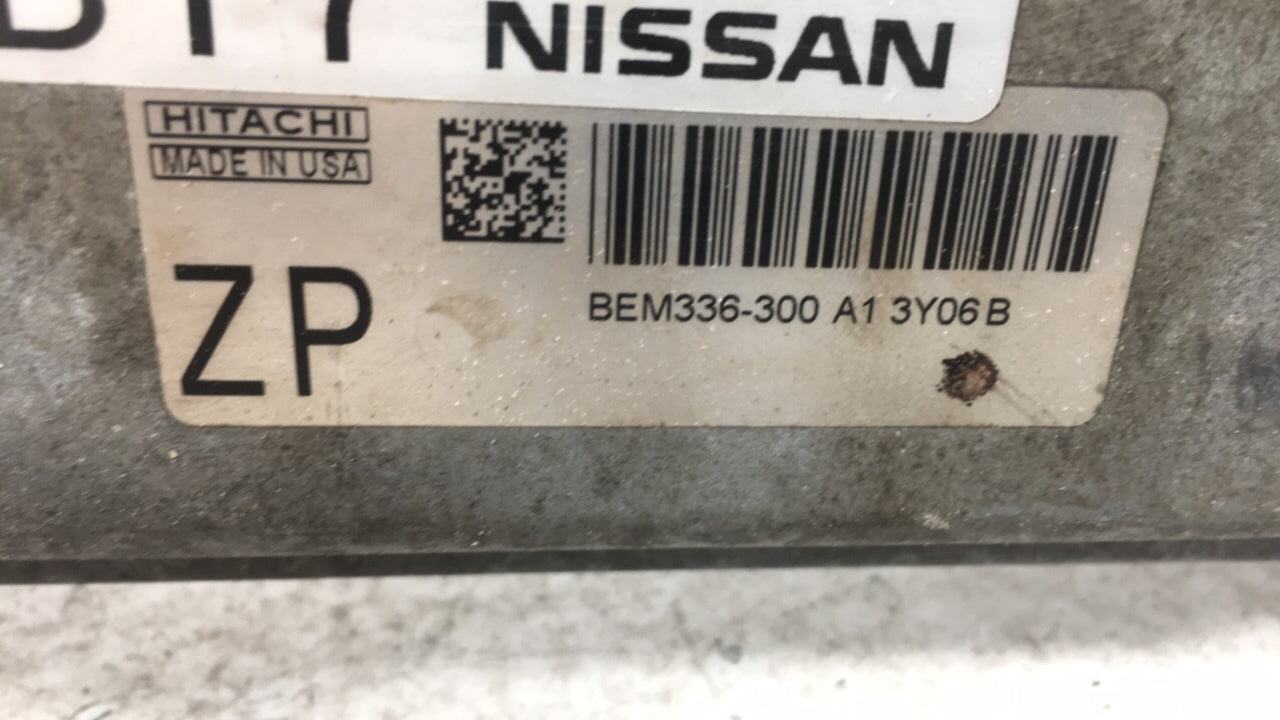 NISSAN
HITACHI
MADE IN USA
ZP
BEM336-300 A1 3Y06 B